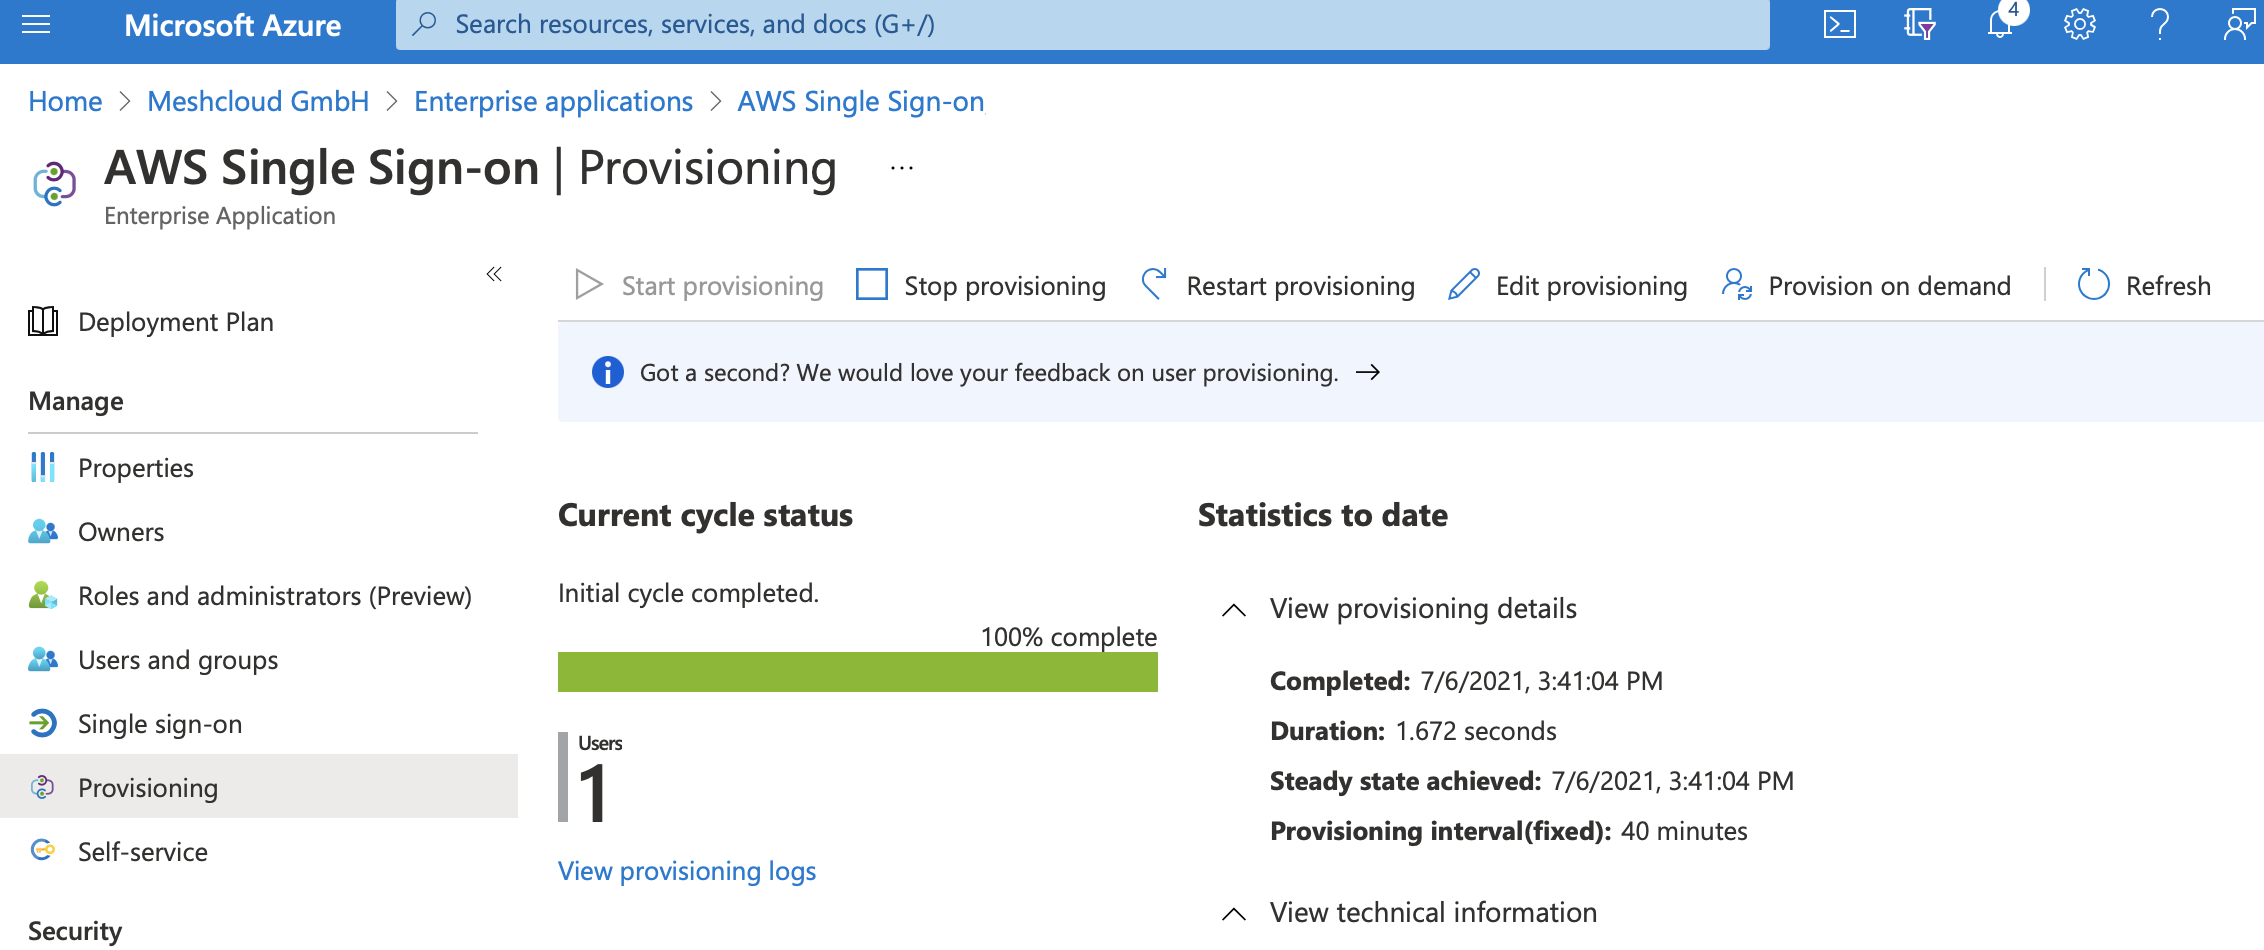 Microsoft Azure
Search resources, services, and docs (G+/)
4
Home > Meshcloud GmbH > Enterprise applications > AWS Single Sign-on
AWS Single Sign-on | Provisioning ...
Enterprise Application
«
Start provisioning
Stop provisioning
Restart provisioning
Edit provisioning
Provision on demand
Refresh
Deployment Plan
Got a second? We would love your feedback on user provisioning. →
Manage
Properties
Owners
Roles and administrators (Preview)
Users and groups
Single sign-on
Provisioning
Self-service
Security
Current cycle status
Initial cycle completed.
100% complete
Users
1
View provisioning logs
Statistics to date
View provisioning details
Completed: 7/6/2021, 3:41:04 PM
Duration: 1.672 seconds
Steady state achieved: 7/6/2021, 3:41:04 PM
Provisioning interval(fixed): 40 minutes
View technical information